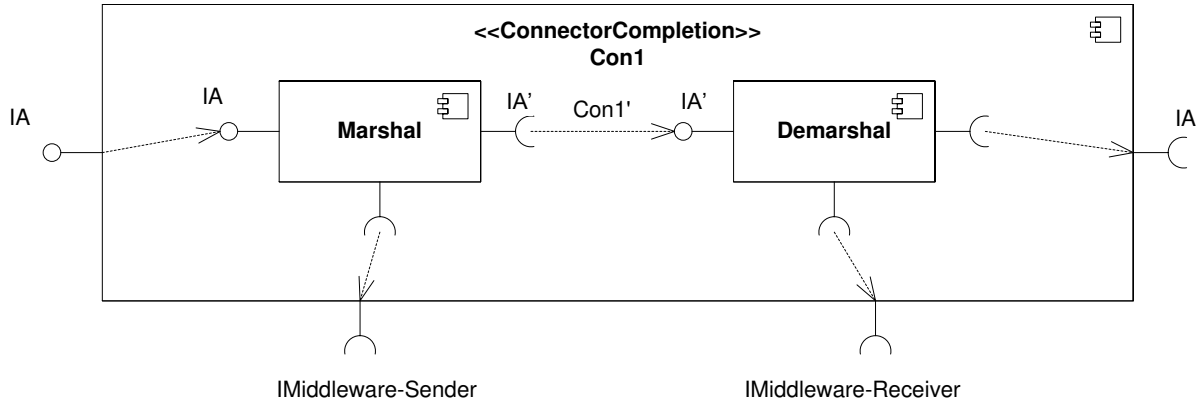 <<ConnectorCompletion>>
Con1
IA
IA
Marshal
IA’
Con1'
IA’
Demarshal
IA
IMiddleware-Sender
IMiddleware-Receiver